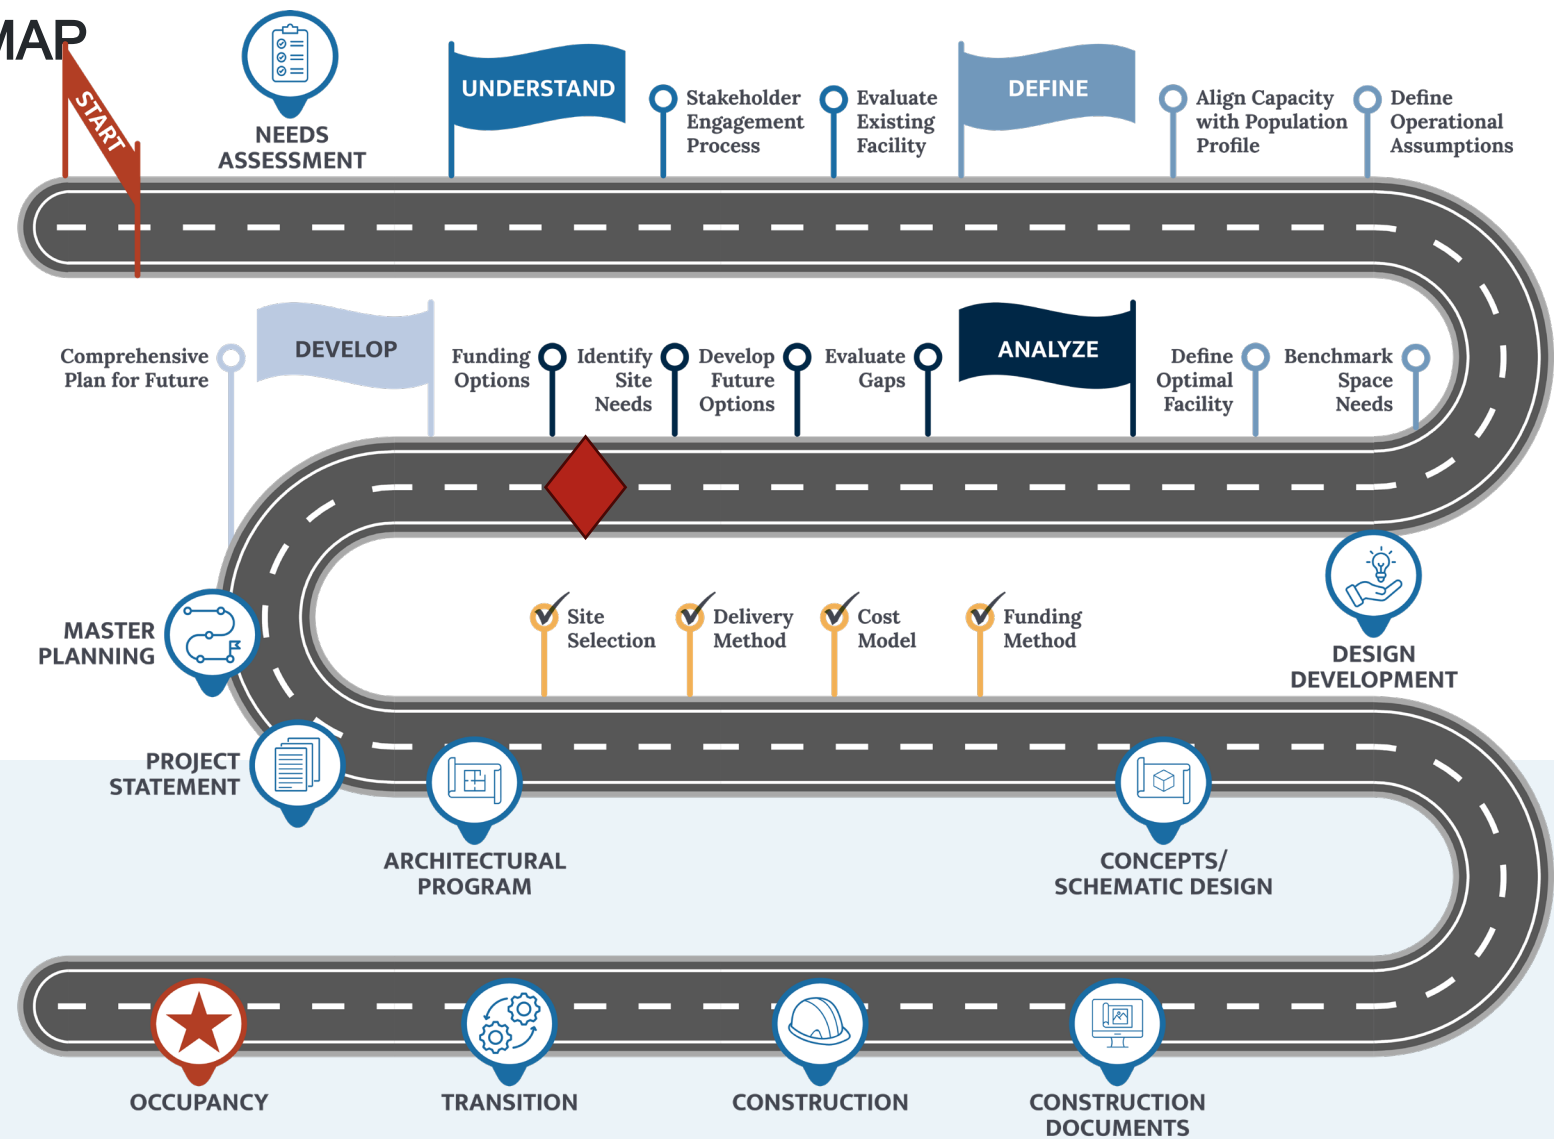 MAP
START
NEEDS
ASSESSMENT
UNDERSTAND
Stakeholder
Engagement
Process
Evaluate
Existing
Facility
DEFINE
Align Capacity
with Population
Profile
Define
Operational
Assumptions
Comprehensive
Plan for Future
DEVELOP
Funding
Options
Identify
Site
Needs
Develop
Future
Options
Evaluate
Gaps
ANALYZE
Define
Optimal
Facility
Benchmark
Space
Needs
MASTER
PLANNING
Site
Selection
Delivery
Method
Cost
Model
Funding
Method
DESIGN
DEVELOPMENT
PROJECT
STATEMENT
ARCHITECTURAL
PROGRAM
CONCEPTS/
SCHEMATIC DESIGN
OCCUPANCY
TRANSITION
CONSTRUCTION
CONSTRUCTION
DOCUMENTS